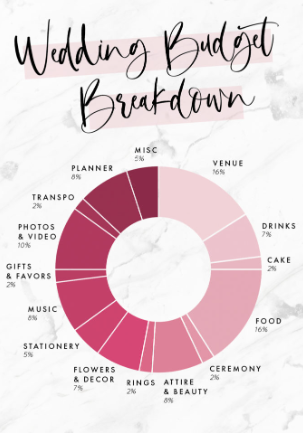 Wedding Budget
Breakdown
MISC
5%
VENUE
16%
DRINKS
7%
CAKE
2%
FOOD
16%
CEREMONY
2%
ATTIRE
& BEAUTY
8%
RINGS
2%
FLOWERS
& DECOR
7%
STATIONERY
5%
MUSIC
8%
GIFTS
& FAVORS
2%
PHOTOS
& VIDEO
10%
TRANSPO
2%
PLANNER
8%